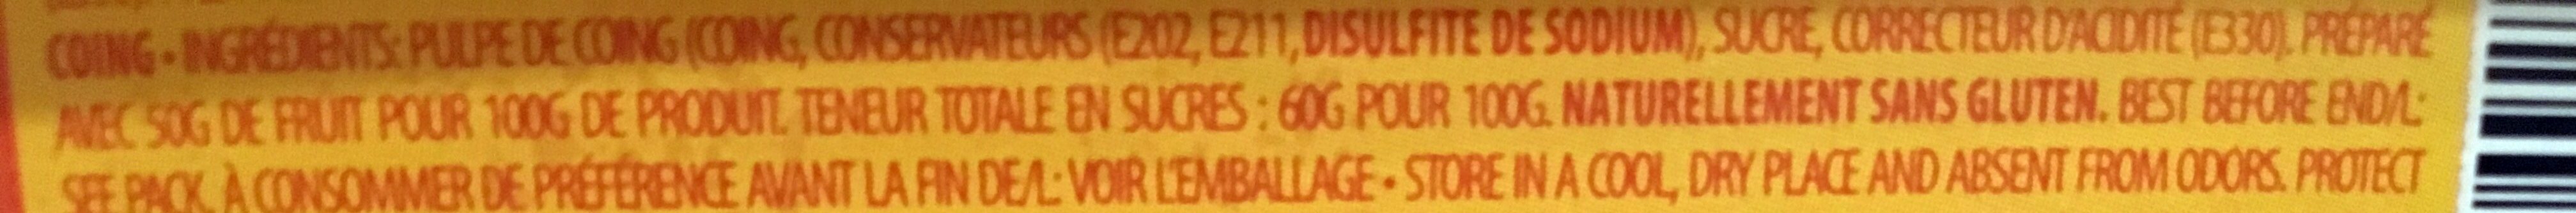 COING • INGRÉDIENTS: PULPE DE COING (COING, CONSERVATEURS (E202, E211, DISULFITE DE SODIUM), SUCRE, CORRECTEUR D'ACIDITÉ (E330). PRÉPARÉ
AVEC 50G DE FRUIT POUR 100G DE PRODUIT. TENEUR TOTALE EN SUCRES : 60G POUR 100G. NATURELLEMENT SANS GLUTEN. BEST BEFORE END/L:
SEE PACK. À CONSOMMER DE PRÉFÉRENCE AVANT LA FIN DE/L: VOIR L'EMBALLAGE • STORE IN A COOL, DRY PLACE AND ABSENT FROM ODORS. PROTECT